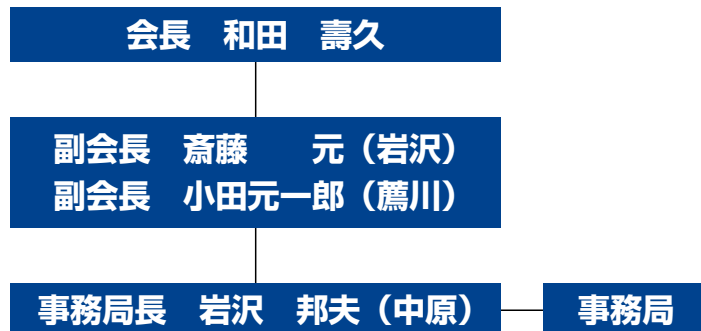 会長　和田　壽久
副会長　斎藤　　元（岩沢）
副会長　小田元一郎（薦川）
事務局長　岩沢　邦夫（中原）
事務局